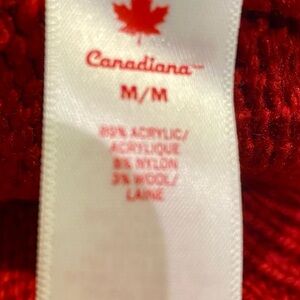 Canadiana™
M/M
89% ACRYLIC/
ACRYLIQUE
8% NYLON
3% WOOL/
LAINE